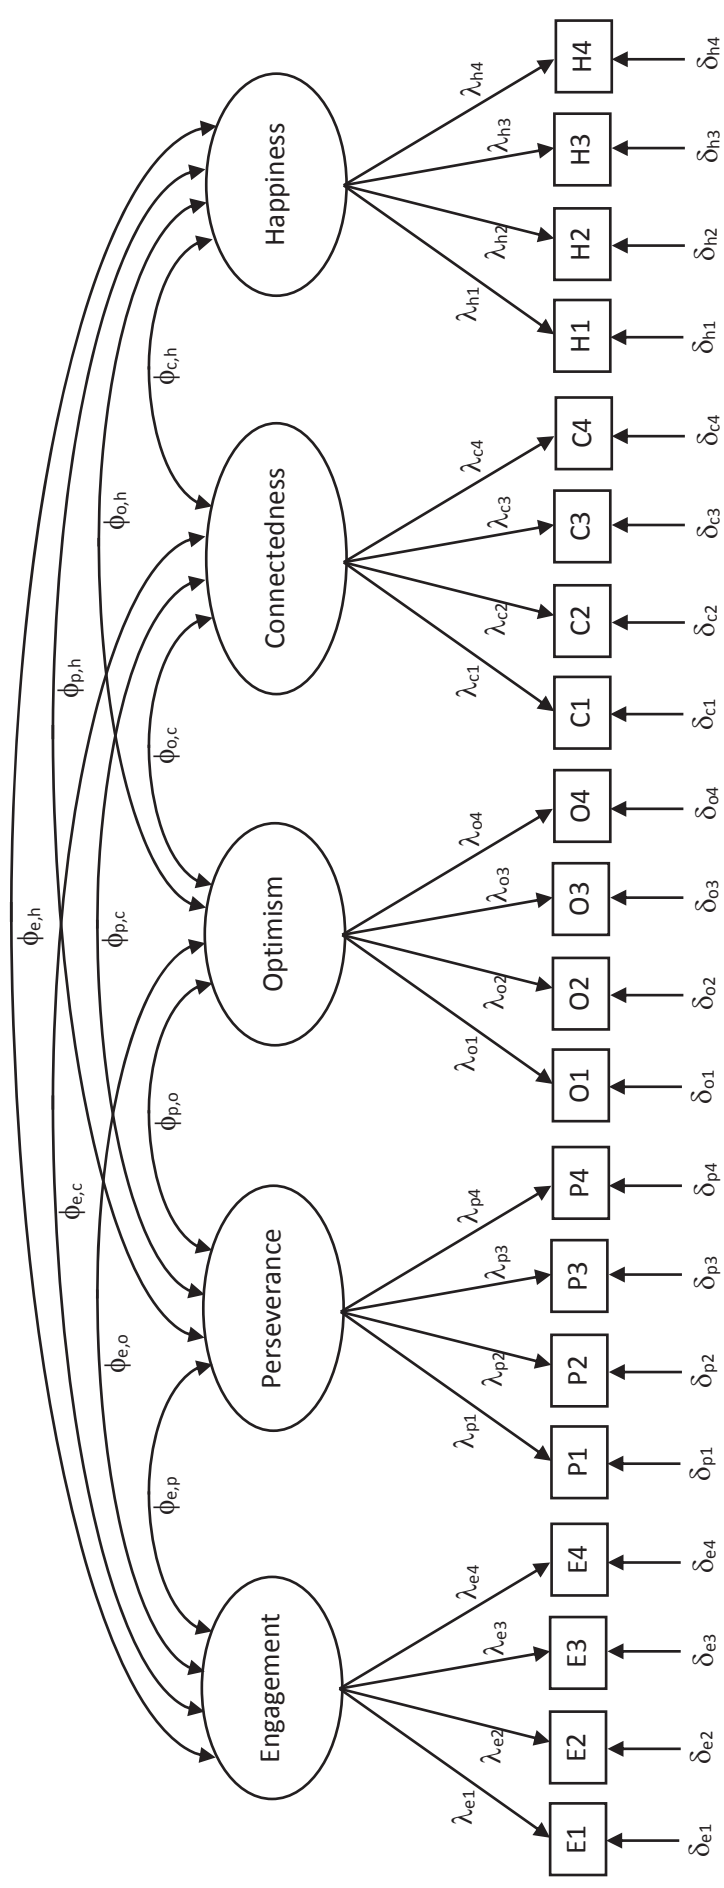 ϕe,h
ϕe,c ϕp,h
ϕe,o ϕp,c ϕo,h
ϕe,p ϕp,o ϕo,c ϕc,h
Engagement Perseverance Optimism Connectedness Happiness
λe1 λe2 λe3 λe4 λp1 λp2 λp3 λp4 λo1 λo2 λo3 λo4 λc1 λc2 λc3 λc4 λh1 λh2 λh3 λh4
E1 E2 E3 E4 P1 P2 P3 P4 O1 O2 O3 O4 C1 C2 C3 C4 H1 H2 H3 H4
δe1 δe2 δe3 δe4 δp1 δp2 δp3 δp4 δo1 δo2 δo3 δo4 δc1 δc2 δc3 δc4 δh1 δh2 δh3 δh4